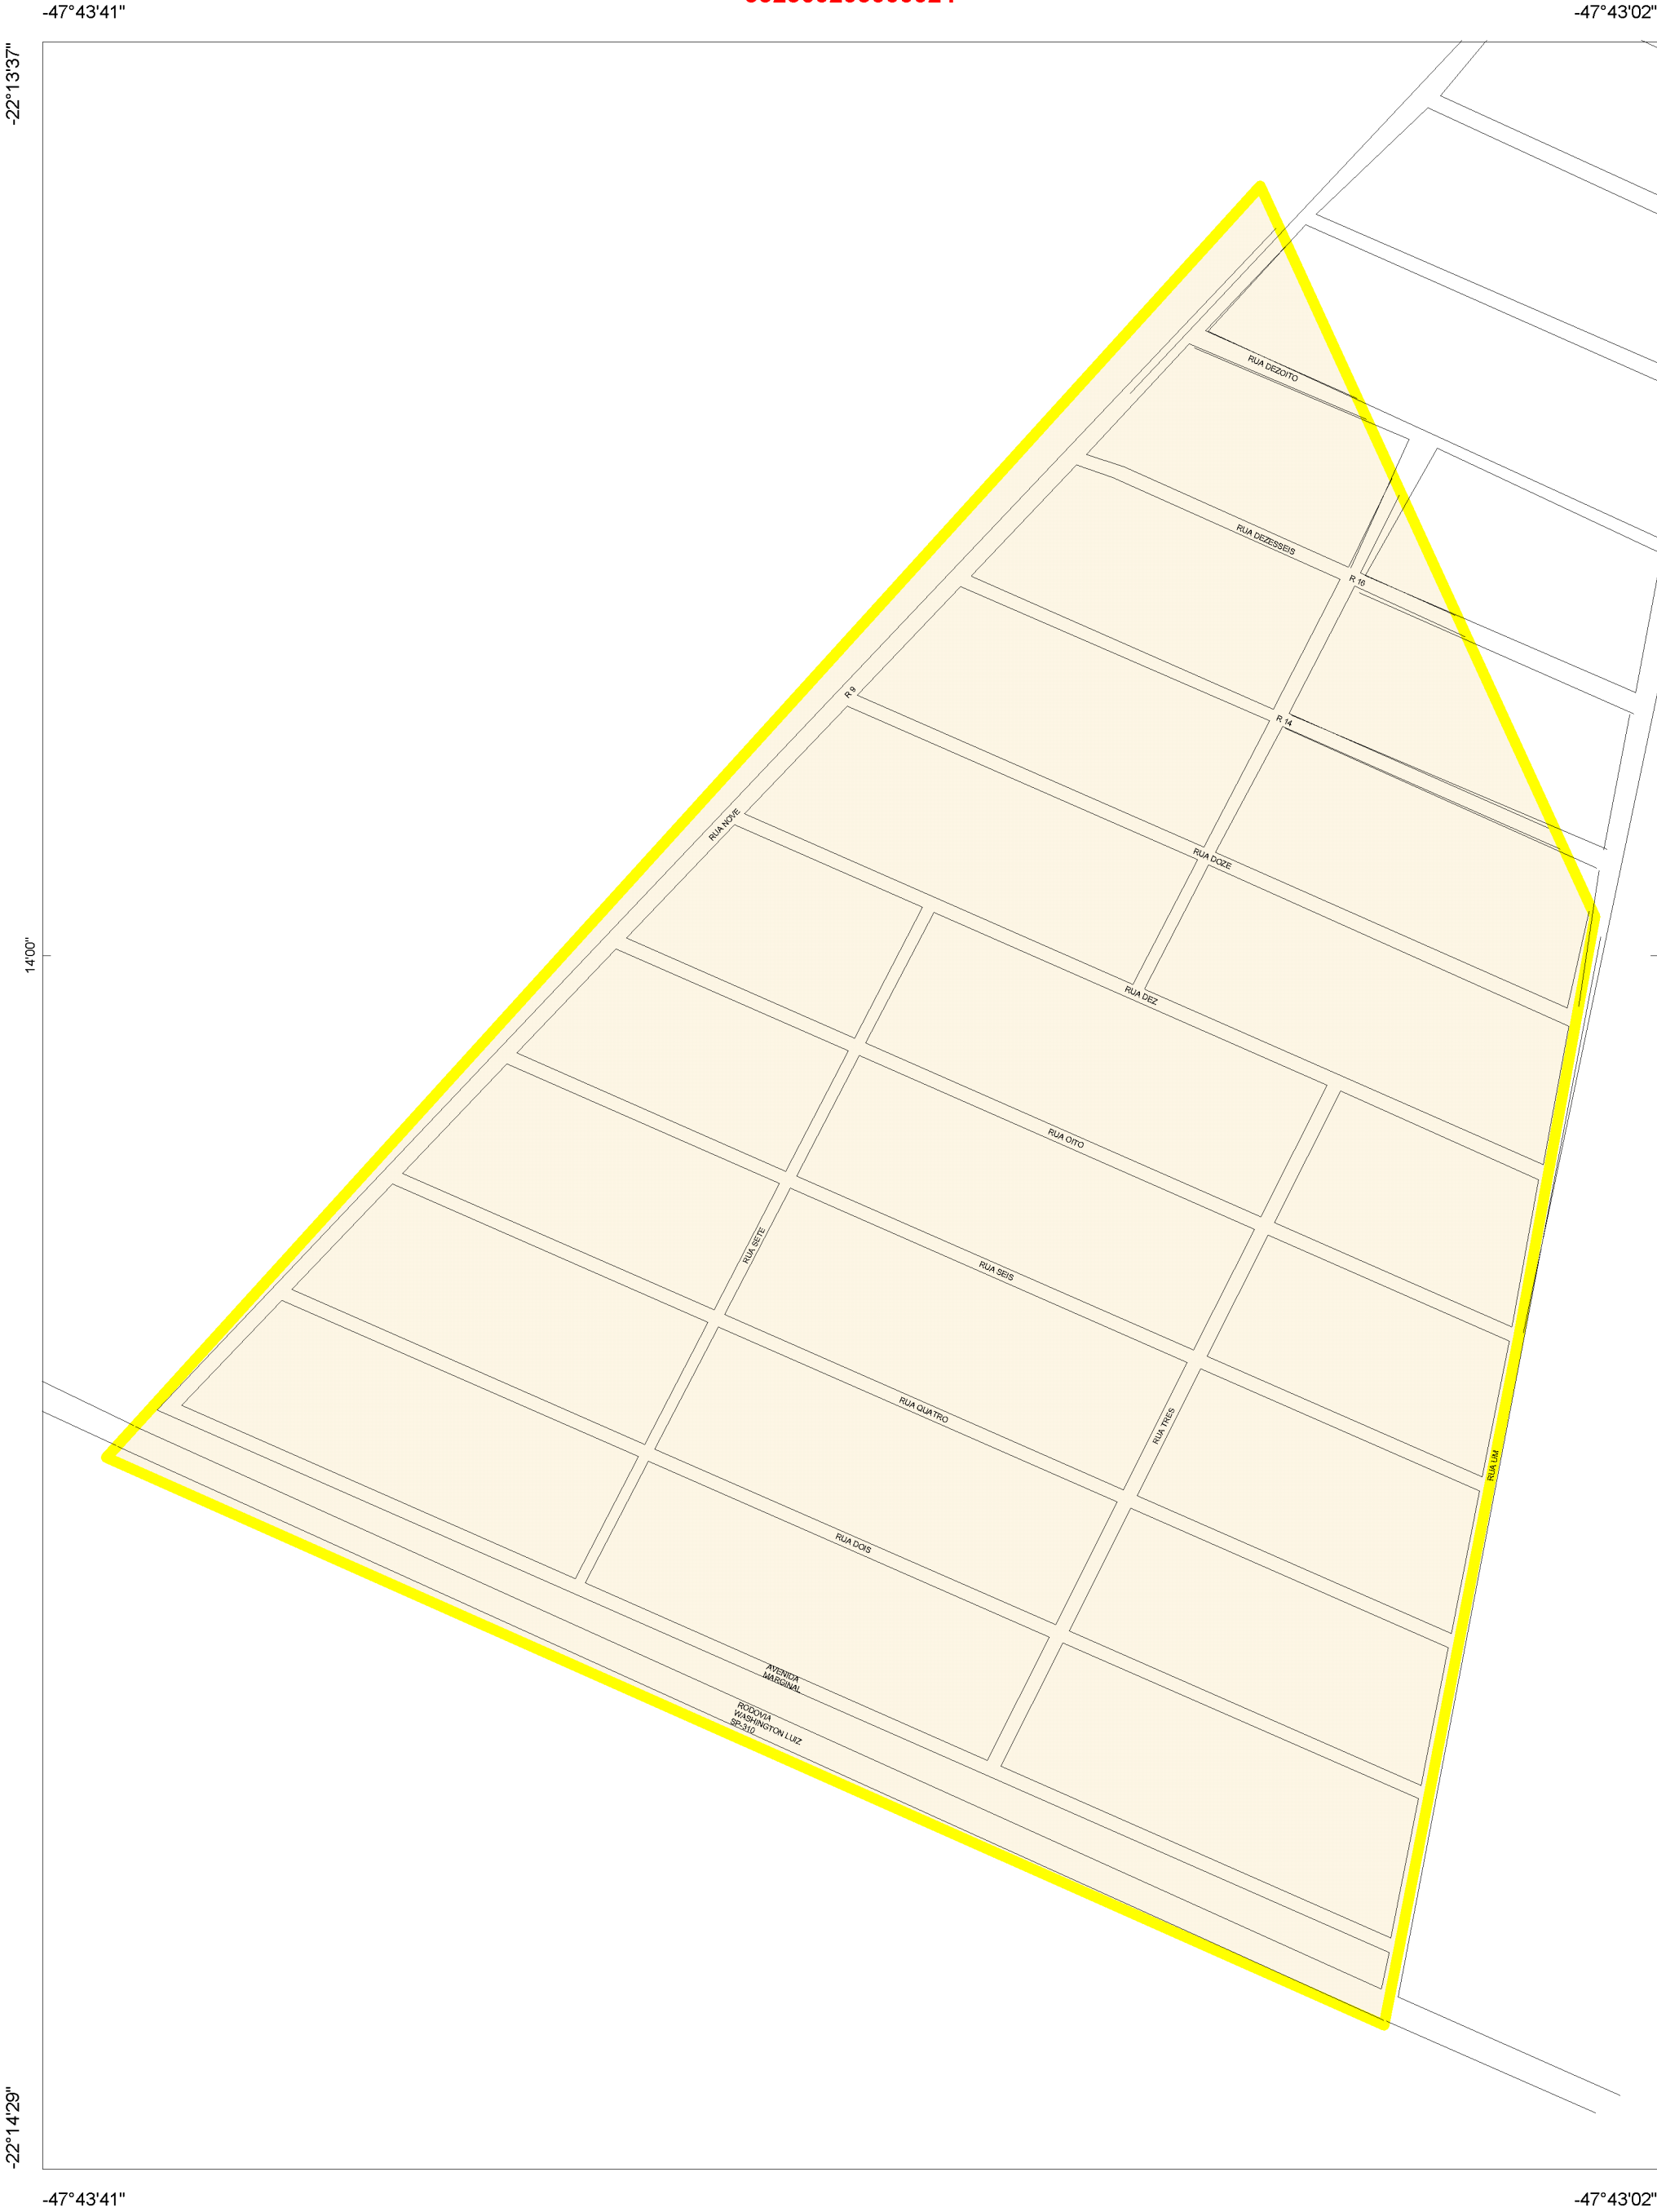 -47°43'41"
-47°43'02"
-22°13'37"
RUA DEZOITO
RUA DEZESSEIS
R 16
R 9
R 14
RUA NOVE
RUA DOZE
14'00"
RUA DEZ
RUA OITO
RUA SETE
RUA SEIS
RUA QUATRO
RUA TRES
RUA UM
RUA DOIS
AVENIDA
MARGINAL
RODOVIA
WASHINGTON LUIZ
SP-310
-22°14'29"
-47°43'41"
-47°43'02"